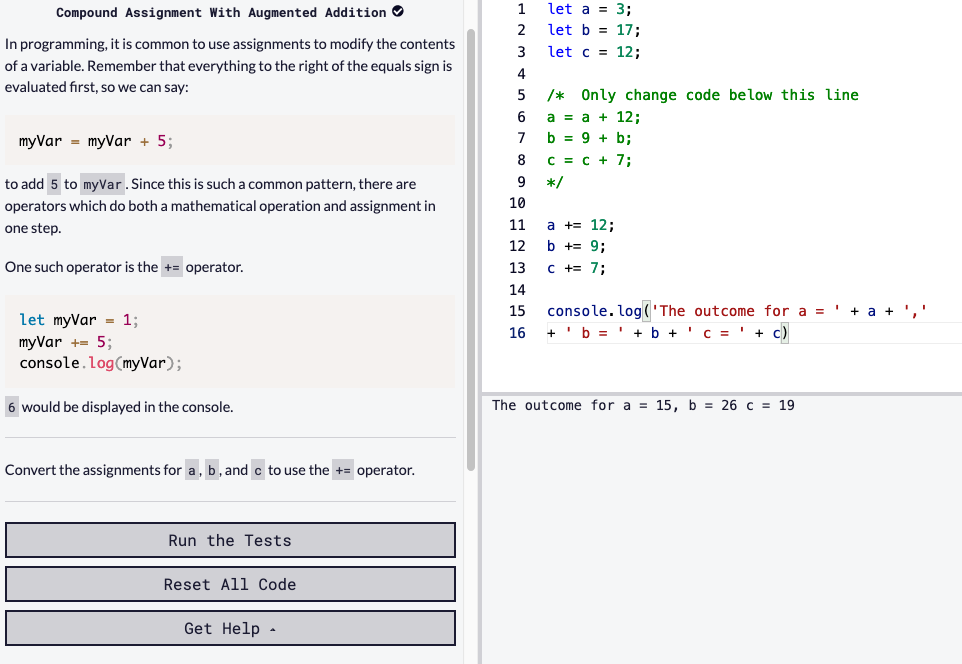 Compound Assignment With Augmented Addition
In programming, it is common to use assignments to modify the contents
of a variable. Remember that everything to the right of the equals sign is
evaluated first, so we can say:
myVar = myVar + 5;
to add 5 to myVar. Since this is such a common pattern, there are
operators which do both a mathematical operation and assignment in
one step.
One such operator is the += operator.
let myVar = 1;
myVar += 5;
console.log(myVar);
6 would be displayed in the console.
Convert the assignments for a, b, and c to use the += operator.
Run the Tests
Reset All Code
Get Help
1 let a = 3;
2 let b = 17;
3 let c = 12;
4
5 /* Only change code below this line
6 a = a + 12;
7 b = 9 + b;
8 c = c + 7;
9 */
10
11 a += 12;
12 b += 9;
13 c += 7;
14
15 console.log('The outcome for a = ' + a + ','
16 + ' b = ' + b + ' c = ' + c)
The outcome for a = 15, b = 26 c = 19